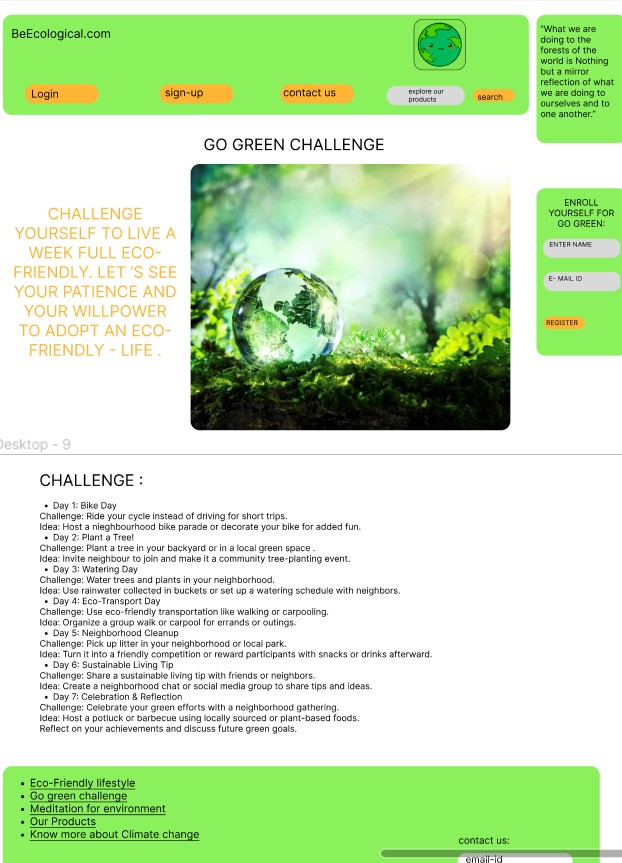 BeEcological.com
Login
sign-up
contact us
explore our
products
search
“What we are
doing to the
forests of the
world is Nothing
but a mirror
reflection of what
we are doing to
ourselves and to
one another.”
GO GREEN CHALLENGE
CHALLENGE
YOURSELF TO LIVE A
WEEK FULL ECO-
FRIENDLY. LET ‘S SEE
YOUR PATIENCE AND
YOUR WILLPOWER
TO ADOPT AN ECO-
FRIENDLY - LIFE .
ENROLL
YOURSELF FOR
GO GREEN:
ENTER NAME
E- MAIL ID
REGISTER
Desktop - 9
CHALLENGE :
• Day 1: Bike Day
Challenge: Ride your cycle instead of driving for short trips.
Idea: Host a nieghbourhood bike parade or decorate your bike for added fun.
• Day 2: Plant a Tree!
Challenge: Plant a tree in your backyard or in a local green space .
Idea: Invite neighbour to join and make it a community tree-planting event.
• Day 3: Watering Day
Challenge: Water trees and plants in your neighborhood.
Idea: Use rainwater collected in buckets or set up a watering schedule with neighbors.
• Day 4: Eco-Transport Day
Challenge: Use eco-friendly transportation like walking or carpooling.
Idea: Organize a group walk or carpool for errands or outings.
• Day 5: Neighborhood Cleanup
Challenge: Pick up litter in your neighborhood or local park.
Idea: Turn it into a friendly competition or reward participants with snacks or drinks afterward.
• Day 6: Sustainable Living Tip
Challenge: Share a sustainable living tip with friends or neighbors.
Idea: Create a neighborhood chat or social media group to share tips and ideas.
• Day 7: Celebration & Reflection
Challenge: Celebrate your green efforts with a neighborhood gathering.
Idea: Host a potluck or barbecue using locally sourced or plant-based foods.
Reflect on your achievements and discuss future green goals.
• Eco-Friendly lifestyle
• Go green challenge
• Meditation for environment
• Our Products
• Know more about Climate change
contact us:
email-id